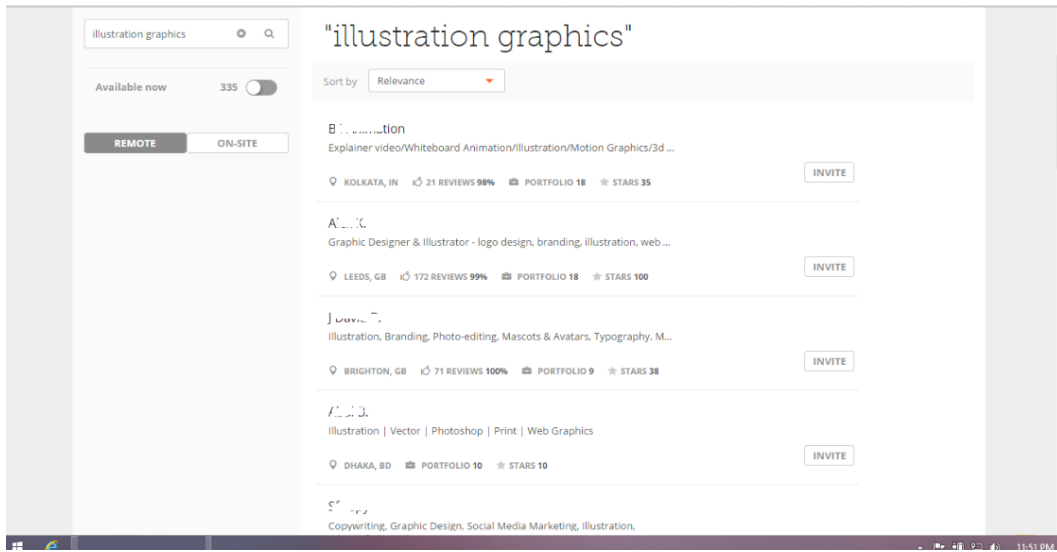 illustration graphics
"illustration graphics"
Available now 335
Sort by Relevance
REMOTE ON-SITE
Explainer video/Whiteboard Animation/Illustration/Motion Graphics/3d ...
KOLKATA, IN 21 REVIEWS 98% PORTFOLIO 18 STARS 35
INVITE
Graphic Designer & Illustrator - logo design, branding, illustration, web ...
LEEDS, GB 172 REVIEWS 99% PORTFOLIO 18 STARS 100
INVITE
Illustration, Branding, Photo-editing, Mascots & Avatars, Typography, M...
BRIGHTON, GB 71 REVIEWS 100% PORTFOLIO 9 STARS 38
INVITE
Illustration | Vector | Photoshop | Print | Web Graphics
DHAKA, BD PORTFOLIO 10 STARS 10
INVITE
Copywriting, Graphic Design, Social Media Marketing, Illustration,
11:51 PM